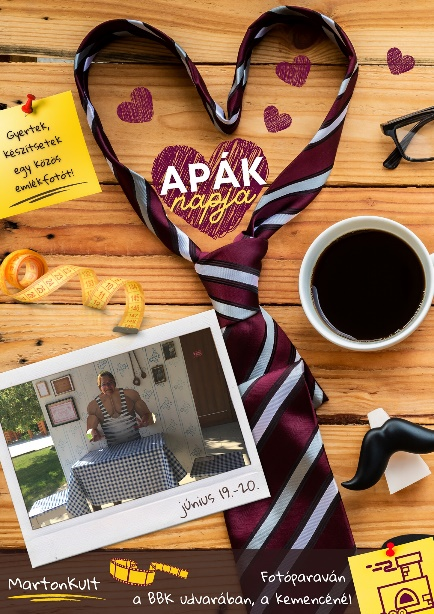 APÁK
napja
Gyertek,
készítsetek
egy közös
emlékfotót!
június 19.-20.
MartonKult
Fotóparaván
a BBK udvarában, a kemencénél